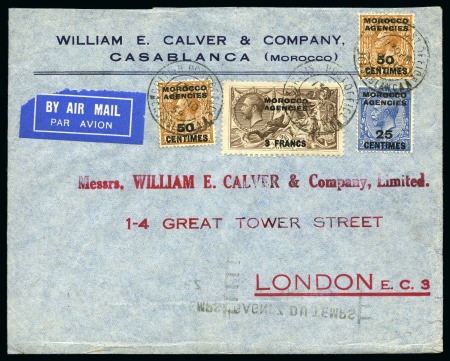 WILLIAM E. CALVER & COMPANY,
CASABLANCA (MOROCCO)
BY AIR MAIL
PAR AVION
MOROCCO
AGENCIES
50
CENTIMES
MOROCCO
AGENCIES
3 FRANCS
MOROCCO
AGENCIES
50
CENTIMES
MOROCCO
AGENCIES
25
CENTIMES
Messrs, WILLIAM E. CALVER & Company, Limited.
1-4 GREAT TOWER STREET
LONDON E. C. 3